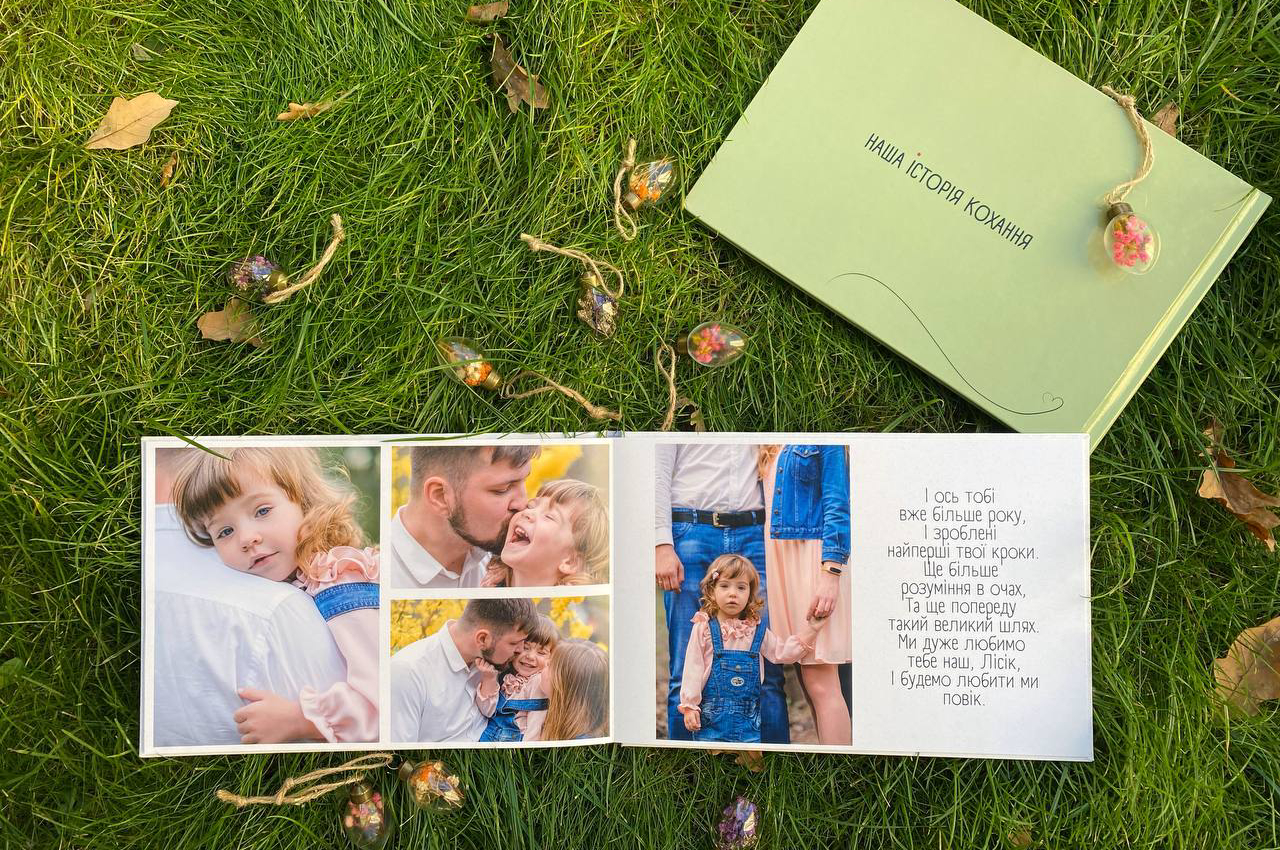 НАША ІСТОРІЯ КОХАННЯ
І ось тобі
вже більше року,
І зроблені
найперші твої кроки.
Ще більше
розуміння в очах,
Та ще попереду
такий великий шлях.
Ми дуже любимо
тебе наш, Лісік,
І будемо любити ми
повік.